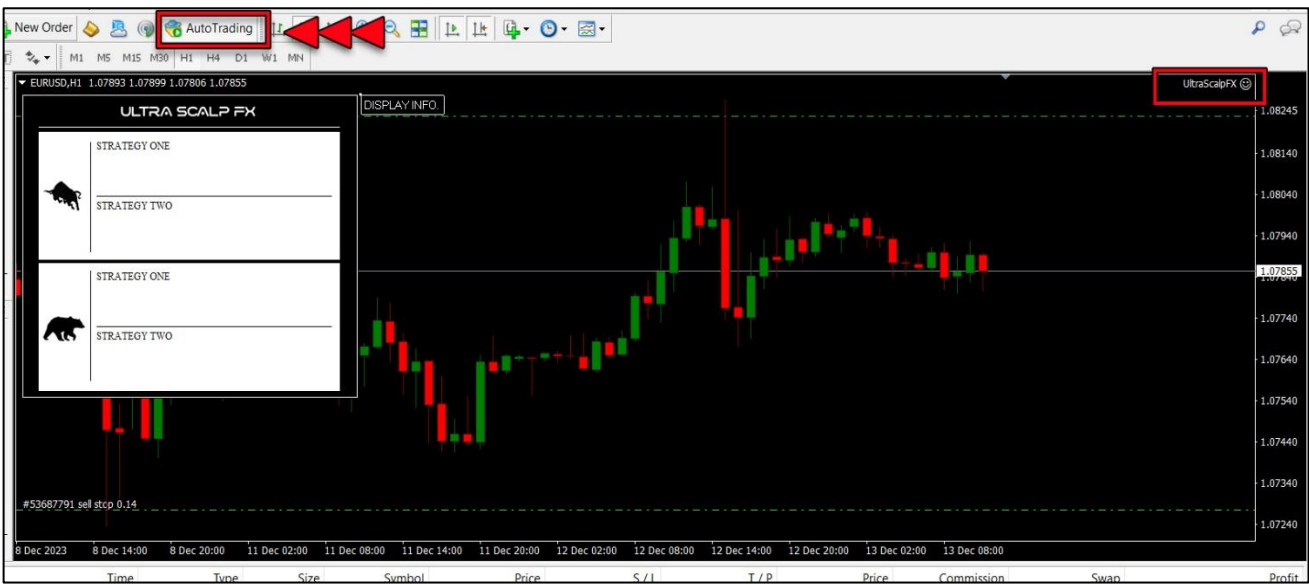 New Order AutoTrading
M1 M5 M15 M30 H1 H4 D1 W1 MN
EURUSD,H1 1.07893 1.07899 1.07806 1.07855
UltraScalpFX
DISPLAY INFO.
ULTRA SCALP FX
STRATEGY ONE
STRATEGY TWO
STRATEGY ONE
STRATEGY TWO
1.08245
1.08140
1.08040
1.07940
1.07855
1.07740
1.07640
1.07540
1.07440
1.07340
1.07240
#53687791 sell stop 0.14
8 Dec 2023 8 Dec 14:00 8 Dec 20:00 11 Dec 02:00 11 Dec 08:00 11 Dec 14:00 11 Dec 20:00 12 Dec 02:00 12 Dec 08:00 12 Dec 14:00 12 Dec 20:00 13 Dec 02:00 13 Dec 08:00
Time Type Size Symbol Price S / L T / P Price Commission Swap Profit